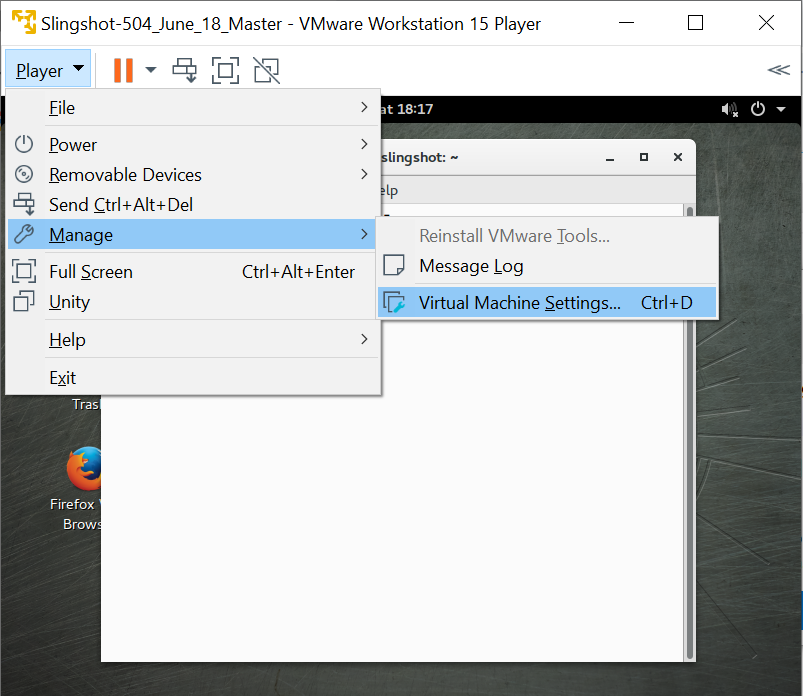 Slingshot-504_June_18_Master - VMware Workstation 15 Player
Player
at 18:17
File
slingshot: ~
Power
elp
Removable Devices
Send Ctrl+Alt+Del
Manage
Reinstall VMware Tools...
Message Log
Full Screen Ctrl+Alt+Enter
Unity
Virtual Machine Settings... Ctrl+D
Help
Exit
Tras
Firefox
Brows